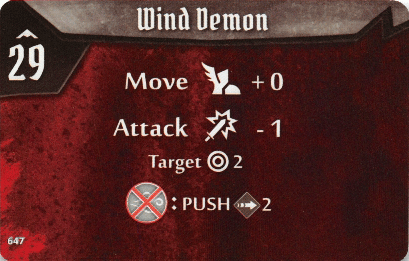 Wind Demon
29
Move + 0
Attack - 1
Target 2
: PUSH 2
647